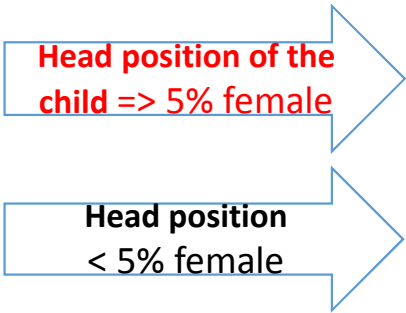 Head position of the
child => 5% female
Head position
< 5% female